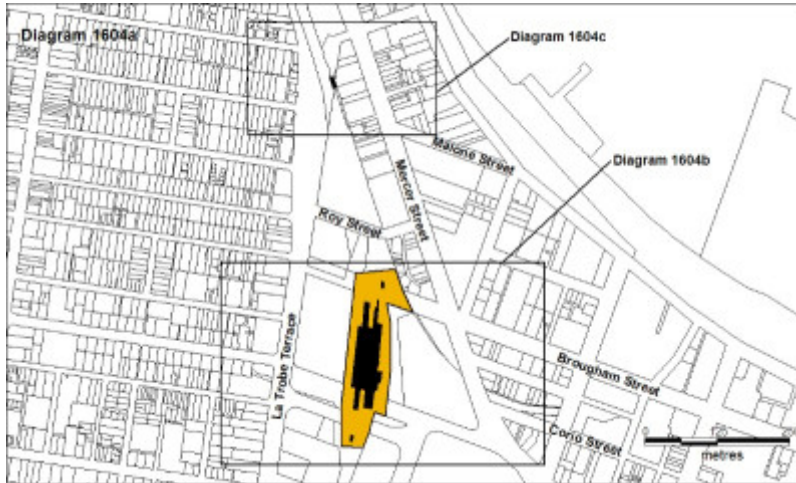 Diagram 1604a
Diagram 1604c
Malone Street
Diagram 1604b
Mercer Street
Roy Street
La Trobe Terrace
Brougham Street
Corio Street
metres